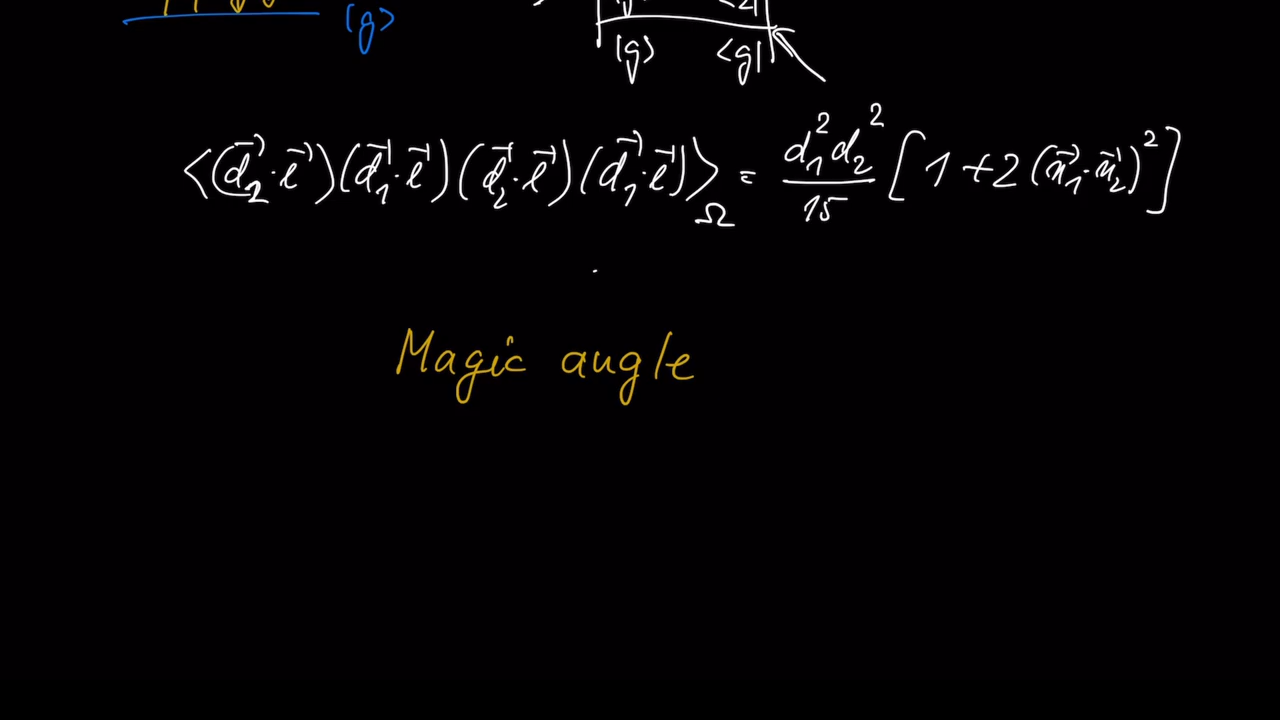 |g⟩
|g⟩ ⟨g|
⟨(d⃗₂·e⃗)(d⃗₁·e⃗)(d⃗₂·e⃗)(d⃗₁·e⃗)⟩_Ω = d₁²d₂²/15 [1+2(n⃗₁·n⃗₂)²]
Magic angle